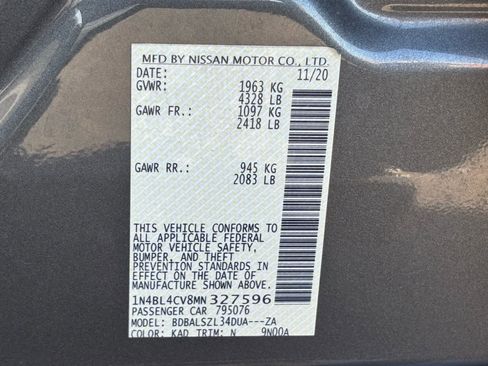 MFD BY NISSAN MOTOR CO., LTD.
DATE: 11/20
GVWR: 1963 KG
4328 LB
GAWR FR.: 1097 KG
2418 LB
GAWR RR.: 945 KG
2083 LB
THIS VEHICLE CONFORMS TO
ALL APPLICABLE FEDERAL
MOTOR VEHICLE SAFETY,
BUMPER, AND THEFT
PREVENTION STANDARDS IN
EFFECT ON THE DATE OF
MANUFACTURE SHOWN ABOVE.
1N4BL4CV8MN327596
PASSENGER CAR 795076
MODEL: BDBALSZL34DUA---ZA
COLOR: KAD TRIM: N 9N00A